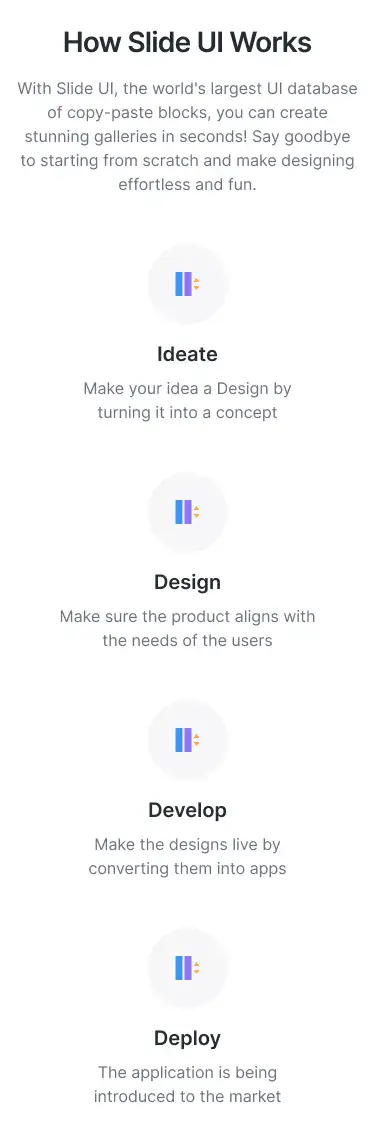 How Slide UI Works
With Slide UI, the world's largest UI database
of copy-paste blocks, you can create
stunning galleries in seconds! Say goodbye
to starting from scratch and make designing
effortless and fun.
Ideate
Make your idea a Design by
turning it into a concept
Design
Make sure the product aligns with
the needs of the users
Develop
Make the designs live by
converting them into apps
Deploy
The application is being
introduced to the market